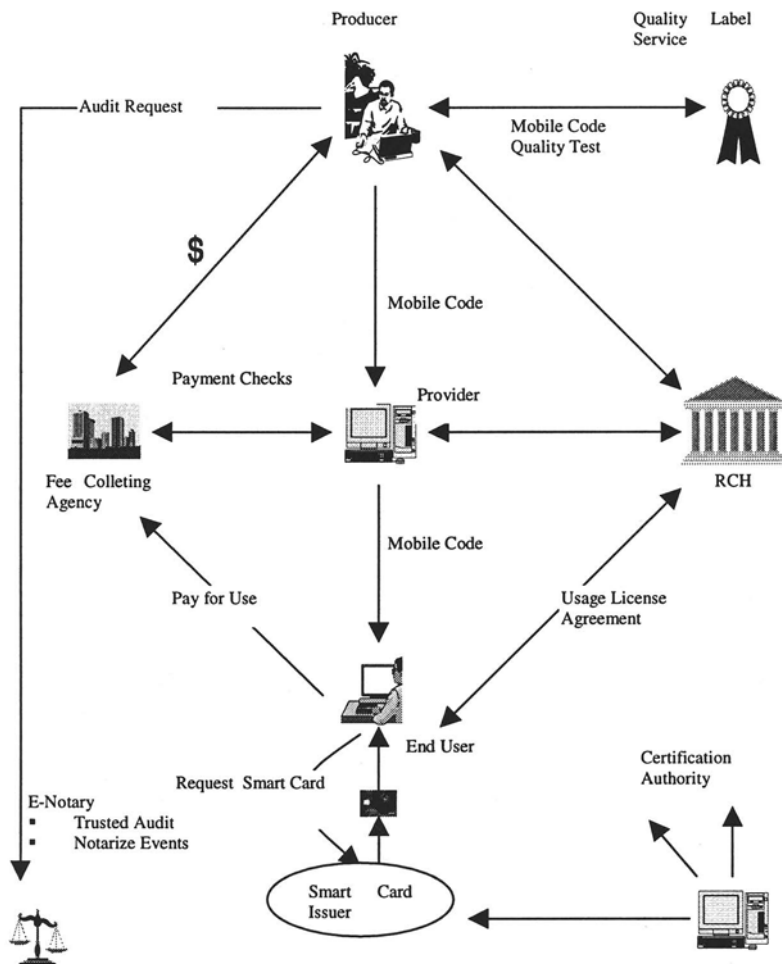 Producer
Quality Label
Service
Audit Request
Mobile Code
Quality Test
$
Mobile Code
Payment Checks
Provider
Fee Colleting
Agency
RCH
Mobile Code
Pay for Use
Usage License
Agreement
End User
Certification
Authority
Request Smart Card
E-Notary
▪ Trusted Audit
▪ Notarize Events
Smart Card
Issuer